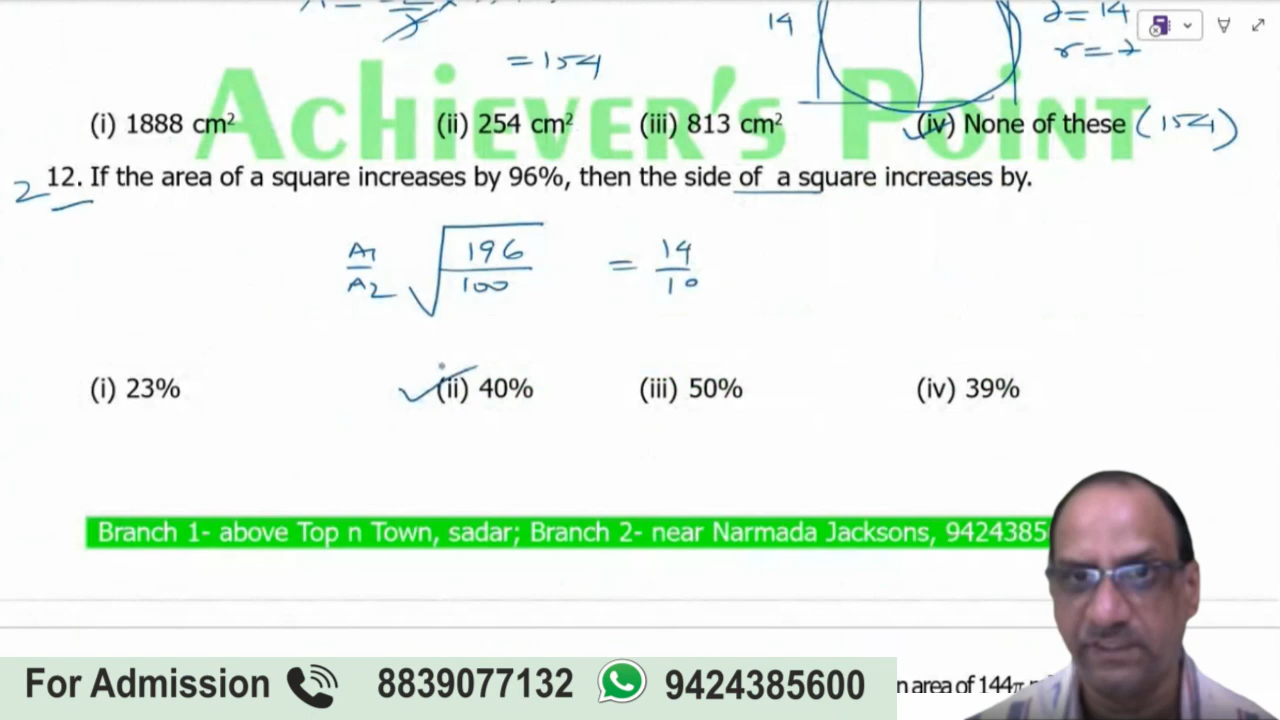 14
d = 14
r = 7
= 154
ACHIEVER'S POINT
(i) 1888 cm² (ii) 254 cm² (iii) 813 cm² (iv) None of these (154)
2 12. If the area of a square increases by 96%, then the side of a square increases by.
A1/A2 √196/100 = 14/10
(i) 23% (ii) 40% (iii) 50% (iv) 39%
Branch 1- above Top n Town, sadar; Branch 2- near Narmada Jacksons, 9424385
For Admission 8839077132 9424385600
n area of 144π